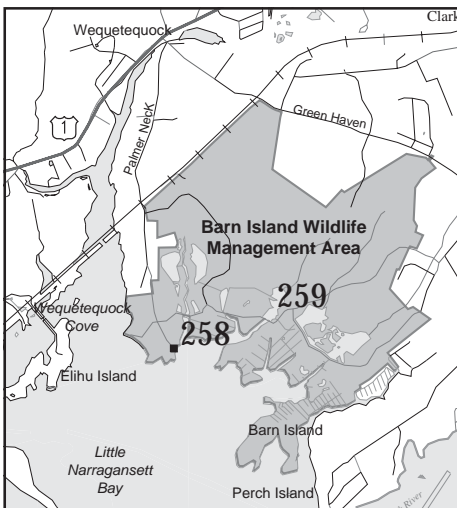 Clark
Wequetequock
1
Green Haven
Palmer Neck
Barn Island Wildlife
Management Area
259
Wequetequock
Cove
258
Elihu Island
Barn Island
Little
Narragansett
Bay
Perch Island
River